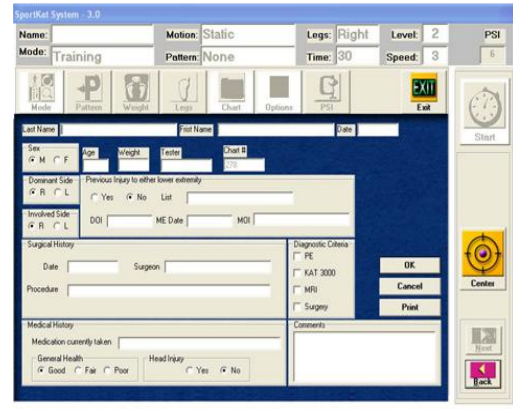 SportKat System - 3.0
Name: Motion: Static Legs: Right Level: 2 PSI
Mode: Training Pattern: None Time: 30 Speed: 3 6
Mode Pattern Weight Legs Chart Options PSI EXIT Exit
Start
Last Name First Name Date
Sex Age Weight Tester Chart #
M F 278
Dominant Side Previous Injury to either lower extremity
R L Yes No List
Involved Side
R L DOI ME Date MOI
Surgical History Diagnostic Criteria
Date Surgeon PE
KAT 3000 OK
Procedure MRI Cancel Center
Surgery Print
Medical History Comments
Medication currently taken
General Health Head Injury
Good Fair Poor Yes No
Next
Back